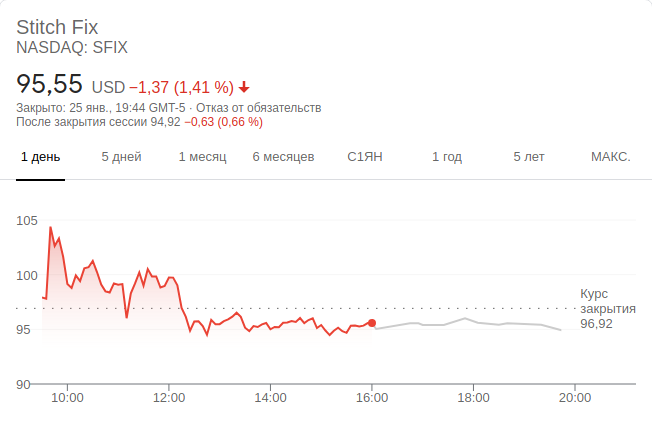 Stitch Fix
NASDAQ: SFIX
95,55 USD −1,37 (1,41 %)
Закрыто: 25 янв., 19:44 GMT-5 · Отказ от обязательств
После закрытия сессии 94,92 −0,63 (0,66 %)
1 день 5 дней 1 месяц 6 месяцев С1ЯН 1 год 5 лет МАКС.
105
100
Курс
закрытия
96,92
95
90
10:00 12:00 14:00 16:00 18:00 20:00